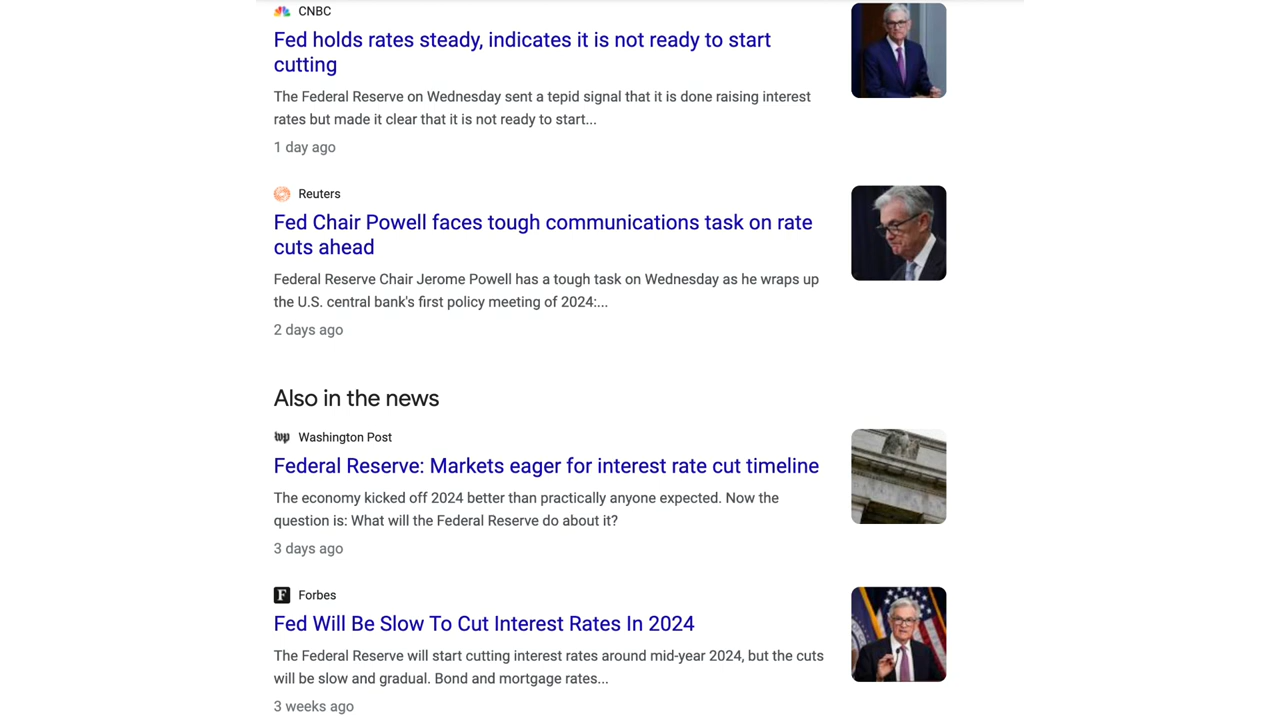 CNBC
Fed holds rates steady, indicates it is not ready to start
cutting
The Federal Reserve on Wednesday sent a tepid signal that it is done raising interest
rates but made it clear that it is not ready to start...
1 day ago
Reuters
Fed Chair Powell faces tough communications task on rate
cuts ahead
Federal Reserve Chair Jerome Powell has a tough task on Wednesday as he wraps up
the U.S. central bank's first policy meeting of 2024:...
2 days ago
Also in the news
wp Washington Post
Federal Reserve: Markets eager for interest rate cut timeline
The economy kicked off 2024 better than practically anyone expected. Now the
question is: What will the Federal Reserve do about it?
3 days ago
F Forbes
Fed Will Be Slow To Cut Interest Rates In 2024
The Federal Reserve will start cutting interest rates around mid-year 2024, but the cuts
will be slow and gradual. Bond and mortgage rates...
3 weeks ago